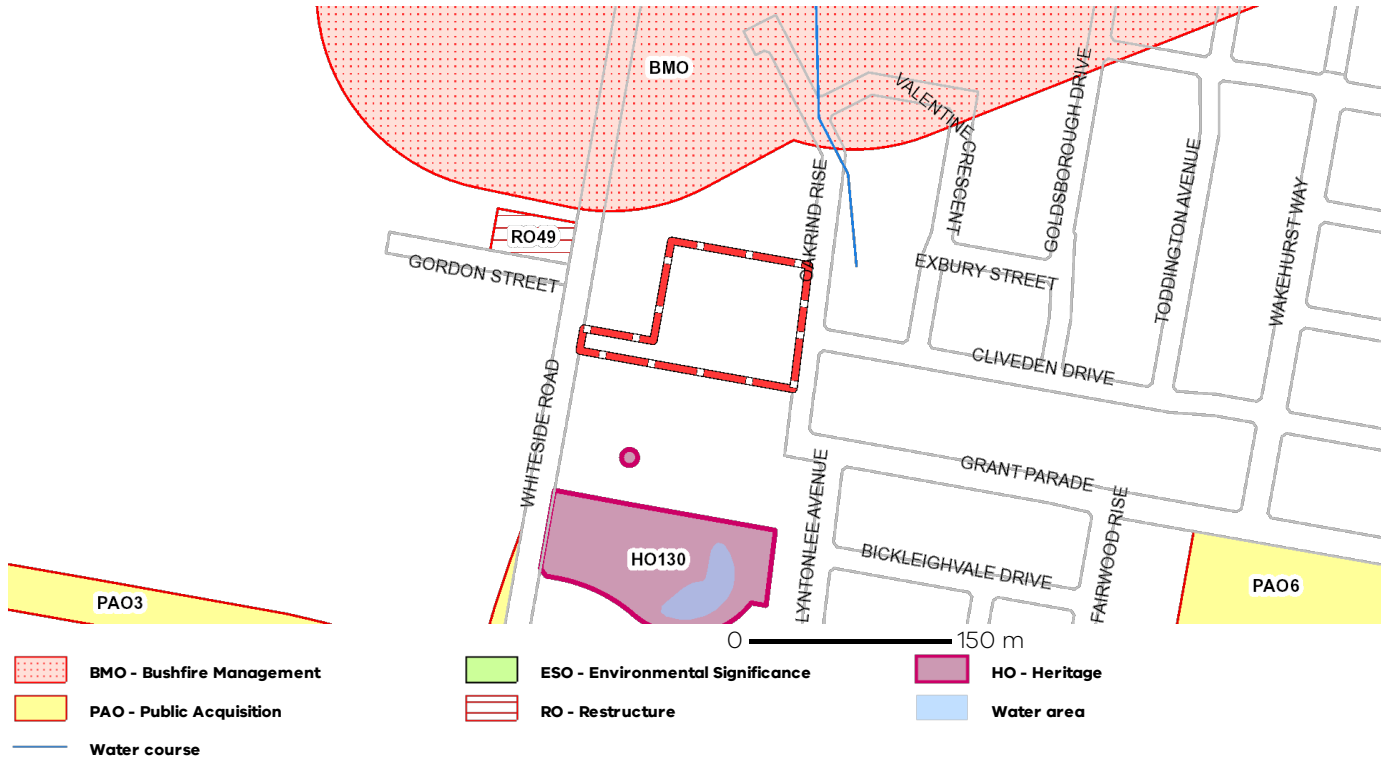 BMO
VALENTINE CRESCENT
GOLDSBOROUGH DRIVE
TODDINGTON AVENUE
WAKEHURST WAY
OAKRIND RISE
RO49
GORDON STREET
EXBURY STREET
CLIVEDEN DRIVE
WHITESIDE ROAD
GRANT PARADE
LYNTONLEE AVENUE
FAIRWOOD RISE
BICKLEIGHVALE DRIVE
HO130
PAO3
PAO6
0 150 m
BMO - Bushfire Management
ESO - Environmental Significance
HO - Heritage
PAO - Public Acquisition
RO - Restructure
Water area
Water course